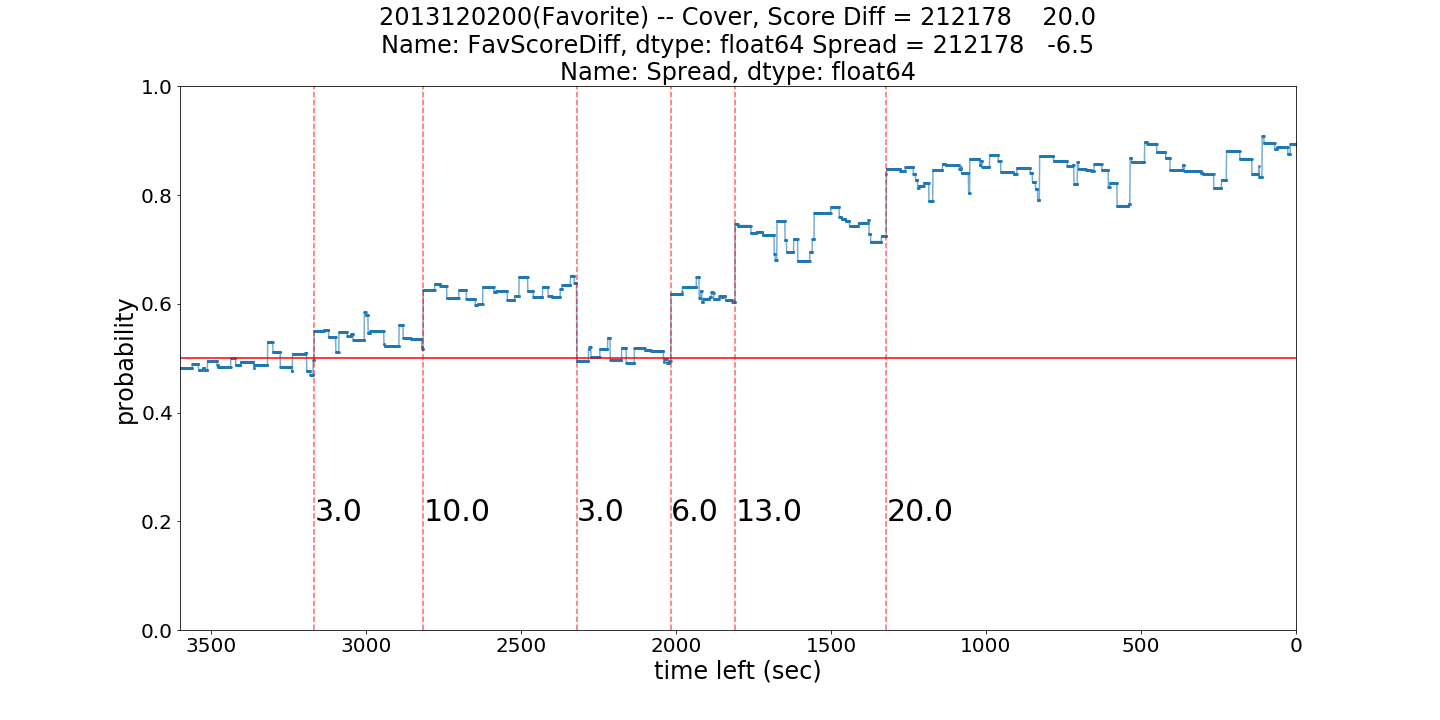 2013120200(Favorite) -- Cover, Score Diff = 212178    20.0
Name: FavScoreDiff, dtype: float64 Spread = 212178   -6.5
Name: Spread, dtype: float64
1.0
0.8
0.6
0.4
0.2
0.0
probability
3.0 10.0 3.0 6.0 13.0 20.0
3500 3000 2500 2000 1500 1000 500 0
time left (sec)